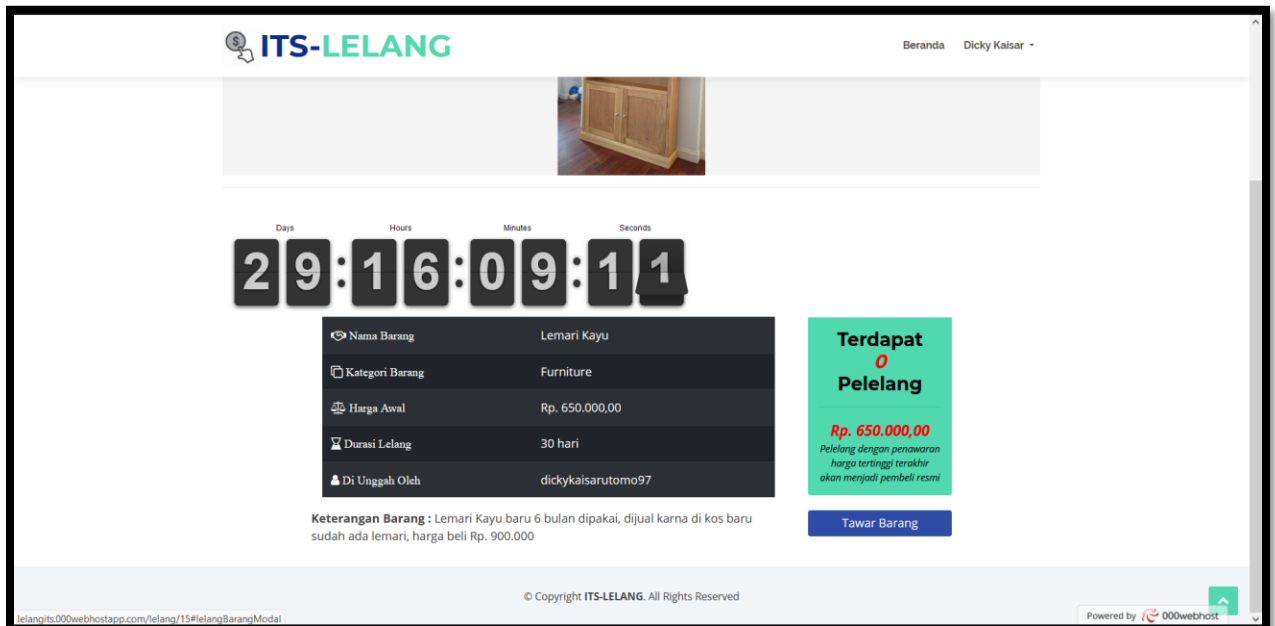 ITS-LELANG
Beranda Dicky Kaisar
Days Hours Minutes Seconds
29:16:09:11
Nama Barang Lemari Kayu
Kategori Barang Furniture
Harga Awal Rp. 650.000,00
Durasi Lelang 30 hari
Di Unggah Oleh dickykaisarutomo97
Keterangan Barang : Lemari Kayu baru 6 bulan dipakai, dijual karna di kos baru
sudah ada lemari, harga beli Rp. 900.000
Terdapat
0
Pelelang
Rp. 650.000,00
Pelelang dengan penawaran
harga tertinggi terakhir
akan menjadi pembeli resmi
Tawar Barang
© Copyright ITS-LELANG. All Rights Reserved
lelangits.000webhostapp.com/lelang/15#lelangBarangModal
Powered by 000webhost